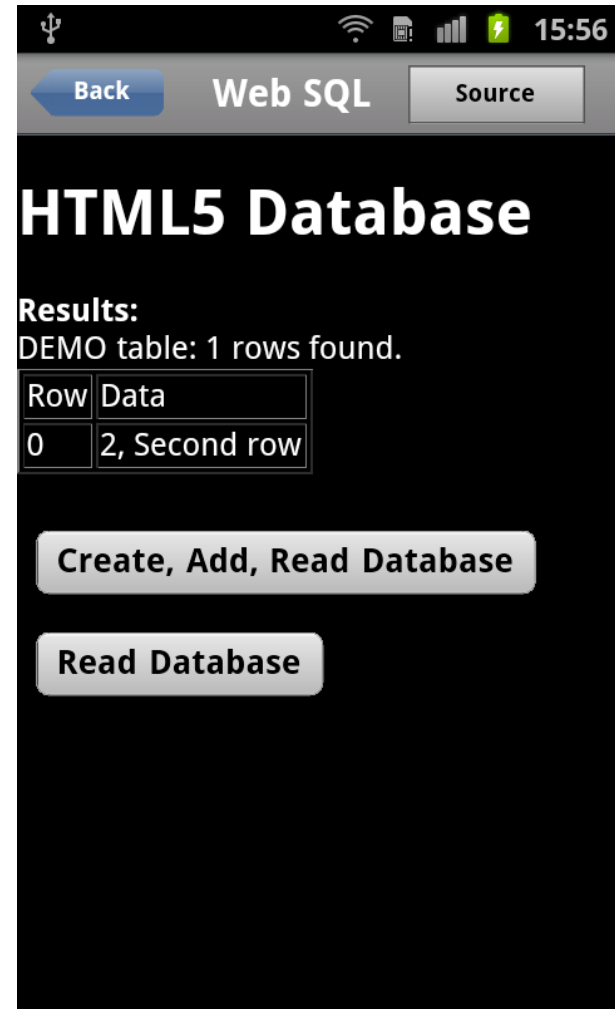 15:56
Back Web SQL Source
HTML5 Database
Results:
DEMO table: 1 rows found.
Row Data
0 2, Second row
Create, Add, Read Database
Read Database